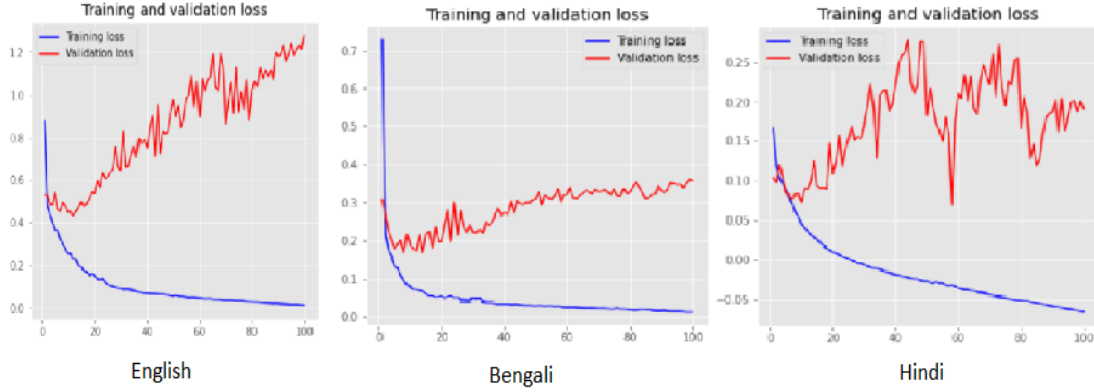 Training and validation loss
Training loss
Validation loss
1.2
1.0
0.8
0.6
0.4
0.2
0.0
0 20 40 60 80 100
English
Training and validation loss
Training loss
Validation loss
0.7
0.6
0.5
0.4
0.3
0.2
0.1
0.0
0 20 40 60 80 100
Bengali
Training and validation loss
Training loss
Validation loss
0.25
0.20
0.15
0.10
0.05
0.00
−0.05
0 20 40 60 80 100
Hindi